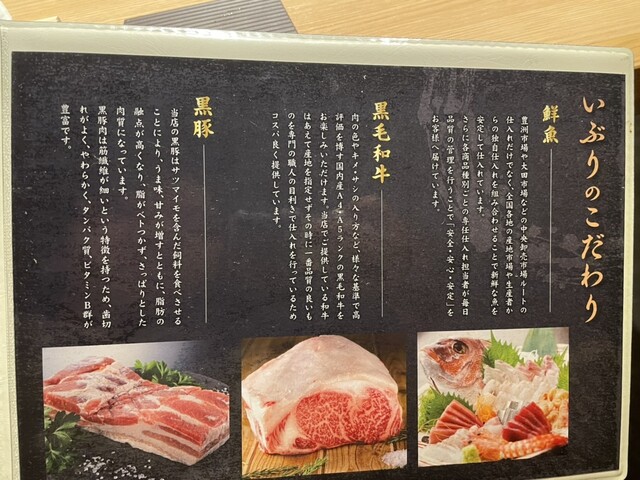 いぶりのこだわり
鮮魚
豊洲市場や大田市場などの中央卸売市場ルートの
仕入れだけでなく、全国各地の産地市場や生産者か
らの独自仕入れを組み合わせることで新鮮な魚を
安定して仕入れています。
さらに各商品種別ごとの専任仕入れ担当者が毎日
品質の管理を行うことで「安全・安心・安定」を
お客様へ届けています。
黒毛和牛
肉の色やキメ・サシの入り方など、様々な基準で高
評価を博す国内産A4・A5ランクの黒毛和牛を
お楽しみいただけます。当店でご提供している和牛
はあえて産地を指定せずその時に一番品質の良いも
のを専門の職人の目利きで仕入れを行っているため
コスパ良く提供しています。
黒豚
当店の黒豚はサツマイモを含んだ飼料を食べさせる
ことにより、うま味、甘みが増すとともに、脂肪の
融点が高くなり、脂がベトつかず、さっぱりとした
肉質になっています。
黒豚肉は筋繊維が細いという特徴を持つため、歯切
れがよく、やわらかく、タンパク質、ビタミンB群が
豊富です。